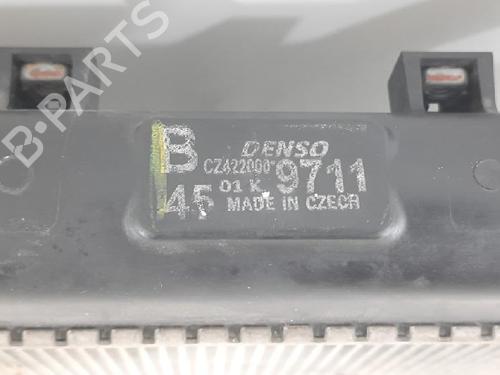 B-PARTS
B DENSO
CZ422000-9711
45 01 K
MADE IN CZECH